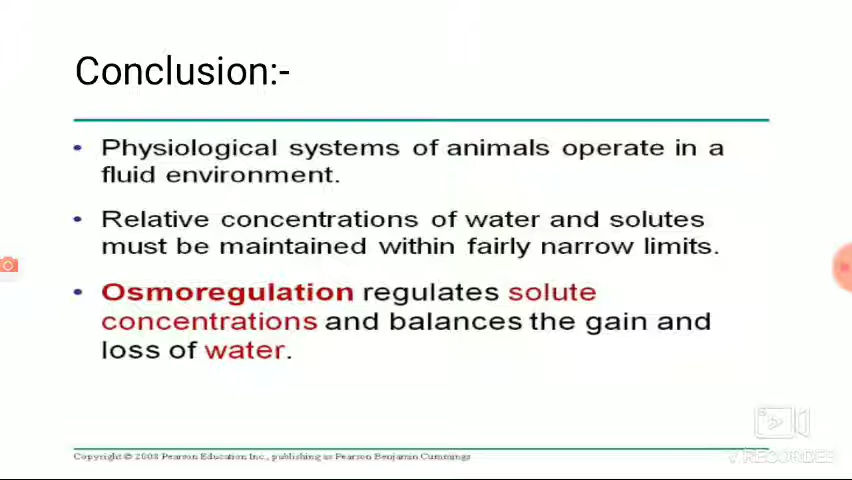 Conclusion:-
• Physiological systems of animals operate in a
fluid environment.
• Relative concentrations of water and solutes
must be maintained within fairly narrow limits.
• Osmoregulation regulates solute
concentrations and balances the gain and
loss of water.
Copyright © 2008 Pearson Education Inc., publishing as Pearson Benjamin Cummings
V RECORDER